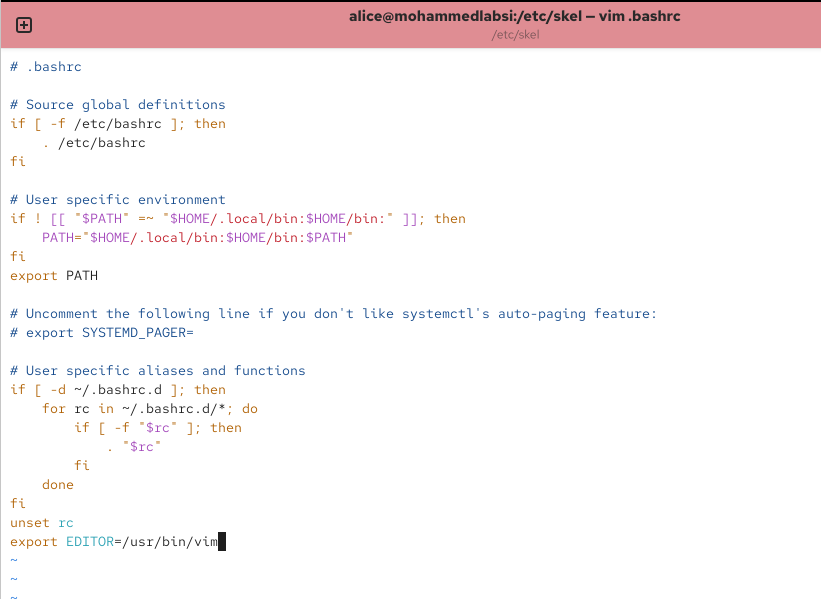 alice@mohammedlabsi:/etc/skel — vim .bashrc
/etc/skel
# .bashrc

# Source global definitions
if [ -f /etc/bashrc ]; then
    . /etc/bashrc
fi

# User specific environment
if ! [[ "$PATH" =~ "$HOME/.local/bin:$HOME/bin:" ]]; then
    PATH="$HOME/.local/bin:$HOME/bin:$PATH"
fi
export PATH

# Uncomment the following line if you don't like systemctl's auto-paging feature:
# export SYSTEMD_PAGER=

# User specific aliases and functions
if [ -d ~/.bashrc.d ]; then
    for rc in ~/.bashrc.d/*; do
        if [ -f "$rc" ]; then
            . "$rc"
        fi
    done
fi
unset rc
export EDITOR=/usr/bin/vim
~
~
~